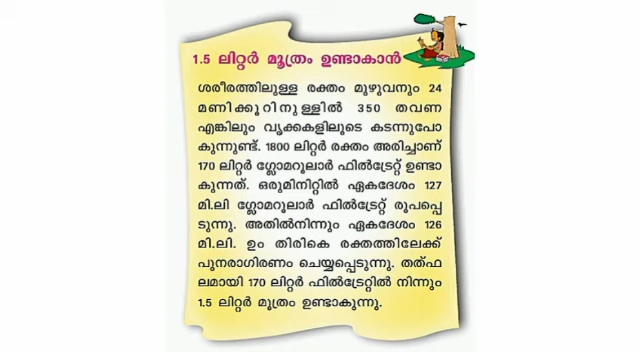 1.5 ലിറ്റർ മൂത്രം ഉണ്ടാകാൻ
ശരീരത്തിലുള്ള രക്തം മുഴുവനും 24
മണിക്കൂറിനുള്ളിൽ 350 തവണ
എങ്കിലും വൃക്കകളിലൂടെ കടന്നുപോ
കുന്നുണ്ട്. 1800 ലിറ്റർ രക്തം അരിച്ചാണ്
170 ലിറ്റർ ഗ്ലോമറുലാർ ഫിൽട്രേറ്റ് ഉണ്ടാ
കുന്നത്. ഒരുമിനിറ്റിൽ ഏകദേശം 127
മി.ലി ഗ്ലോമറുലാർ ഫിൽട്രേറ്റ് രൂപപ്പെ
ടുന്നു. അതിൽനിന്നും ഏകദേശം 126
മി.ലി. ഉം തിരികെ രക്തത്തിലേക്ക്
പുനരാഗിരണം ചെയ്യപ്പെടുന്നു. തത്ഫ
ലമായി 170 ലിറ്റർ ഫിൽട്രേറ്റിൽ നിന്നും
1.5 ലിറ്റർ മൂത്രം ഉണ്ടാകുന്നു.